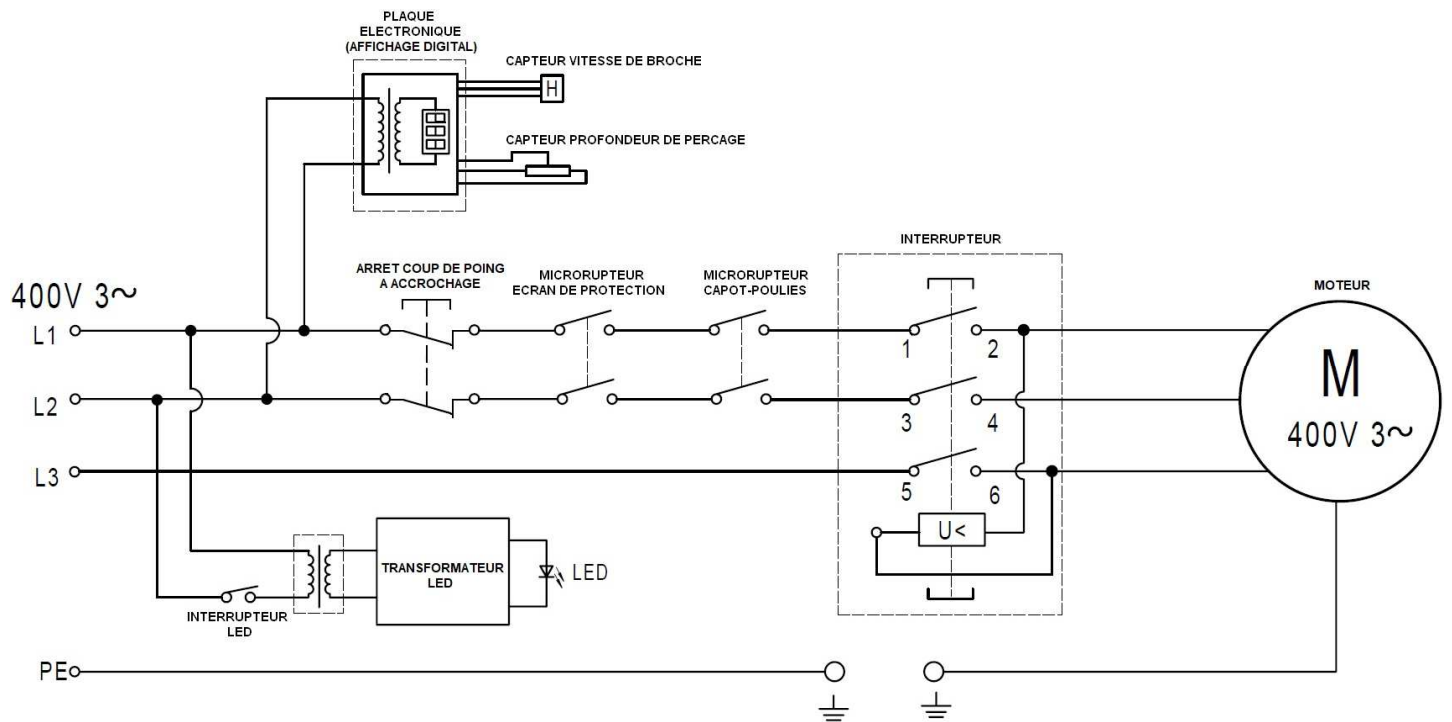 PLAQUE
ELECTRONIQUE
(AFFICHAGE DIGITAL)
CAPTEUR VITESSE DE BROCHE
H
CAPTEUR PROFONDEUR DE PERCAGE
INTERRUPTEUR
ARRET COUP DE POING
A ACCROCHAGE
MICRORUPTEUR
ECRAN DE PROTECTION
MICRORUPTEUR
CAPOT-POULIES
MOTEUR
400V 3~
L1
1
2
M
L2
3
4
400V 3~
L3
5
6
U<
TRANSFORMATEUR
LED
LED
INTERRUPTEUR
LED
PE